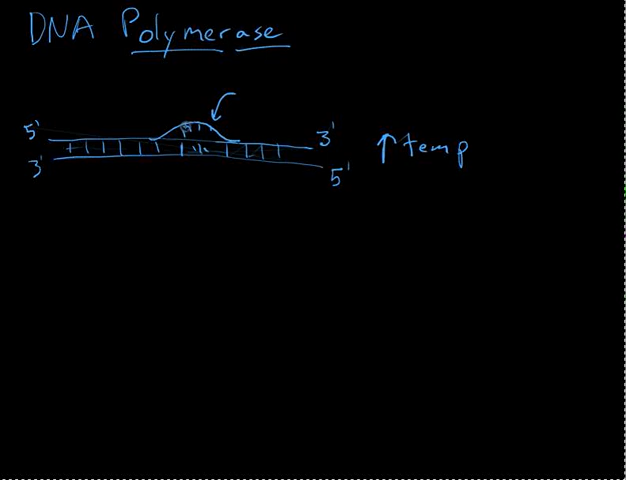 DNA Polymerase
5' 3' ↑ temp
3' 5'